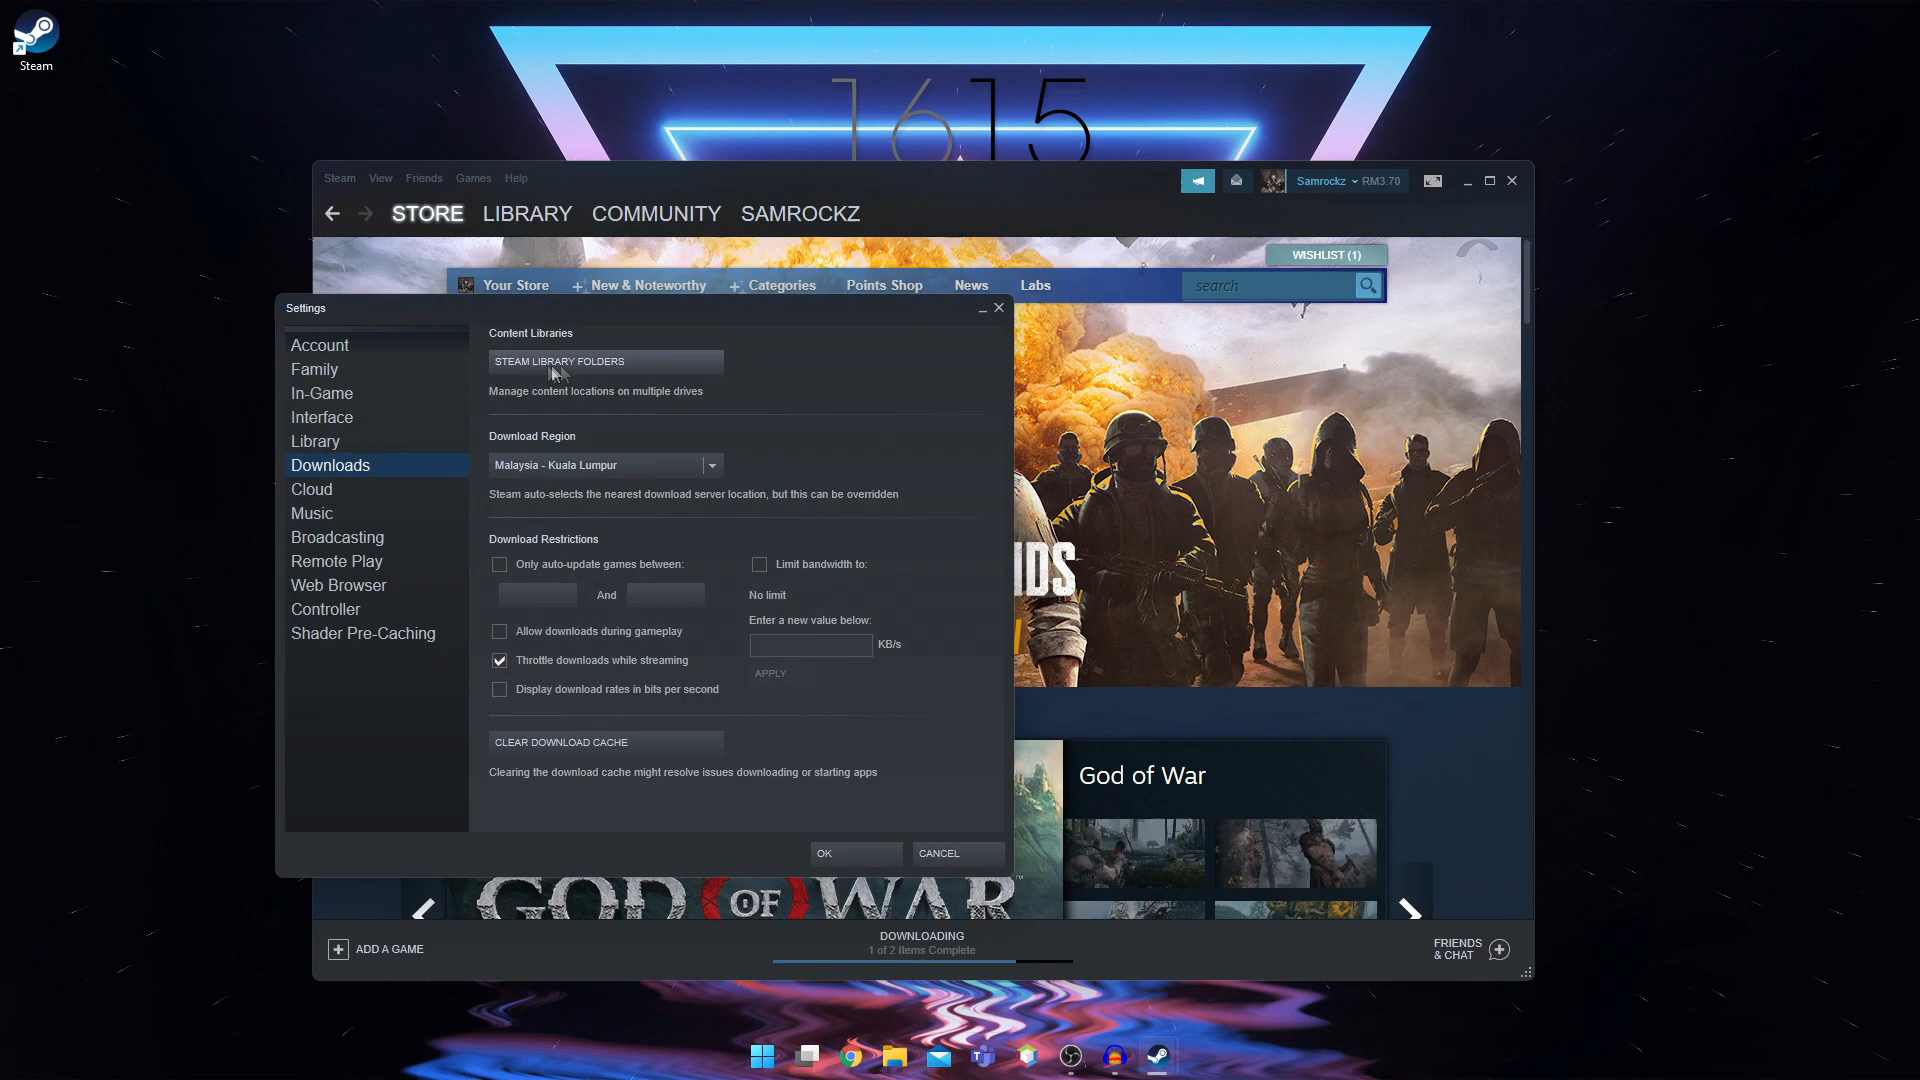 Steam
1615
Steam View Friends Games Help
Samrockz RM3.70
STORE LIBRARY COMMUNITY SAMROCKZ
WISHLIST (1)
Your Store New & Noteworthy Categories Points Shop News Labs
search
Settings
Account
Family
In-Game
Interface
Library
Downloads
Cloud
Music
Broadcasting
Remote Play
Web Browser
Controller
Shader Pre-Caching
Content Libraries
STEAM LIBRARY FOLDERS
Manage content locations on multiple drives
Download Region
Malaysia - Kuala Lumpur
Steam auto-selects the nearest download server location, but this can be overridden
Download Restrictions
Only auto-update games between:
And
Allow downloads during gameplay
Throttle downloads while streaming
Display download rates in bits per second
Limit bandwidth to:
No limit
Enter a new value below:
KB/s
APPLY
CLEAR DOWNLOAD CACHE
Clearing the download cache might resolve issues downloading or starting apps
OK CANCEL
NDS
God of War
GOD OF WAR
ADD A GAME
DOWNLOADING
1 of 2 Items Complete
FRIENDS
& CHAT